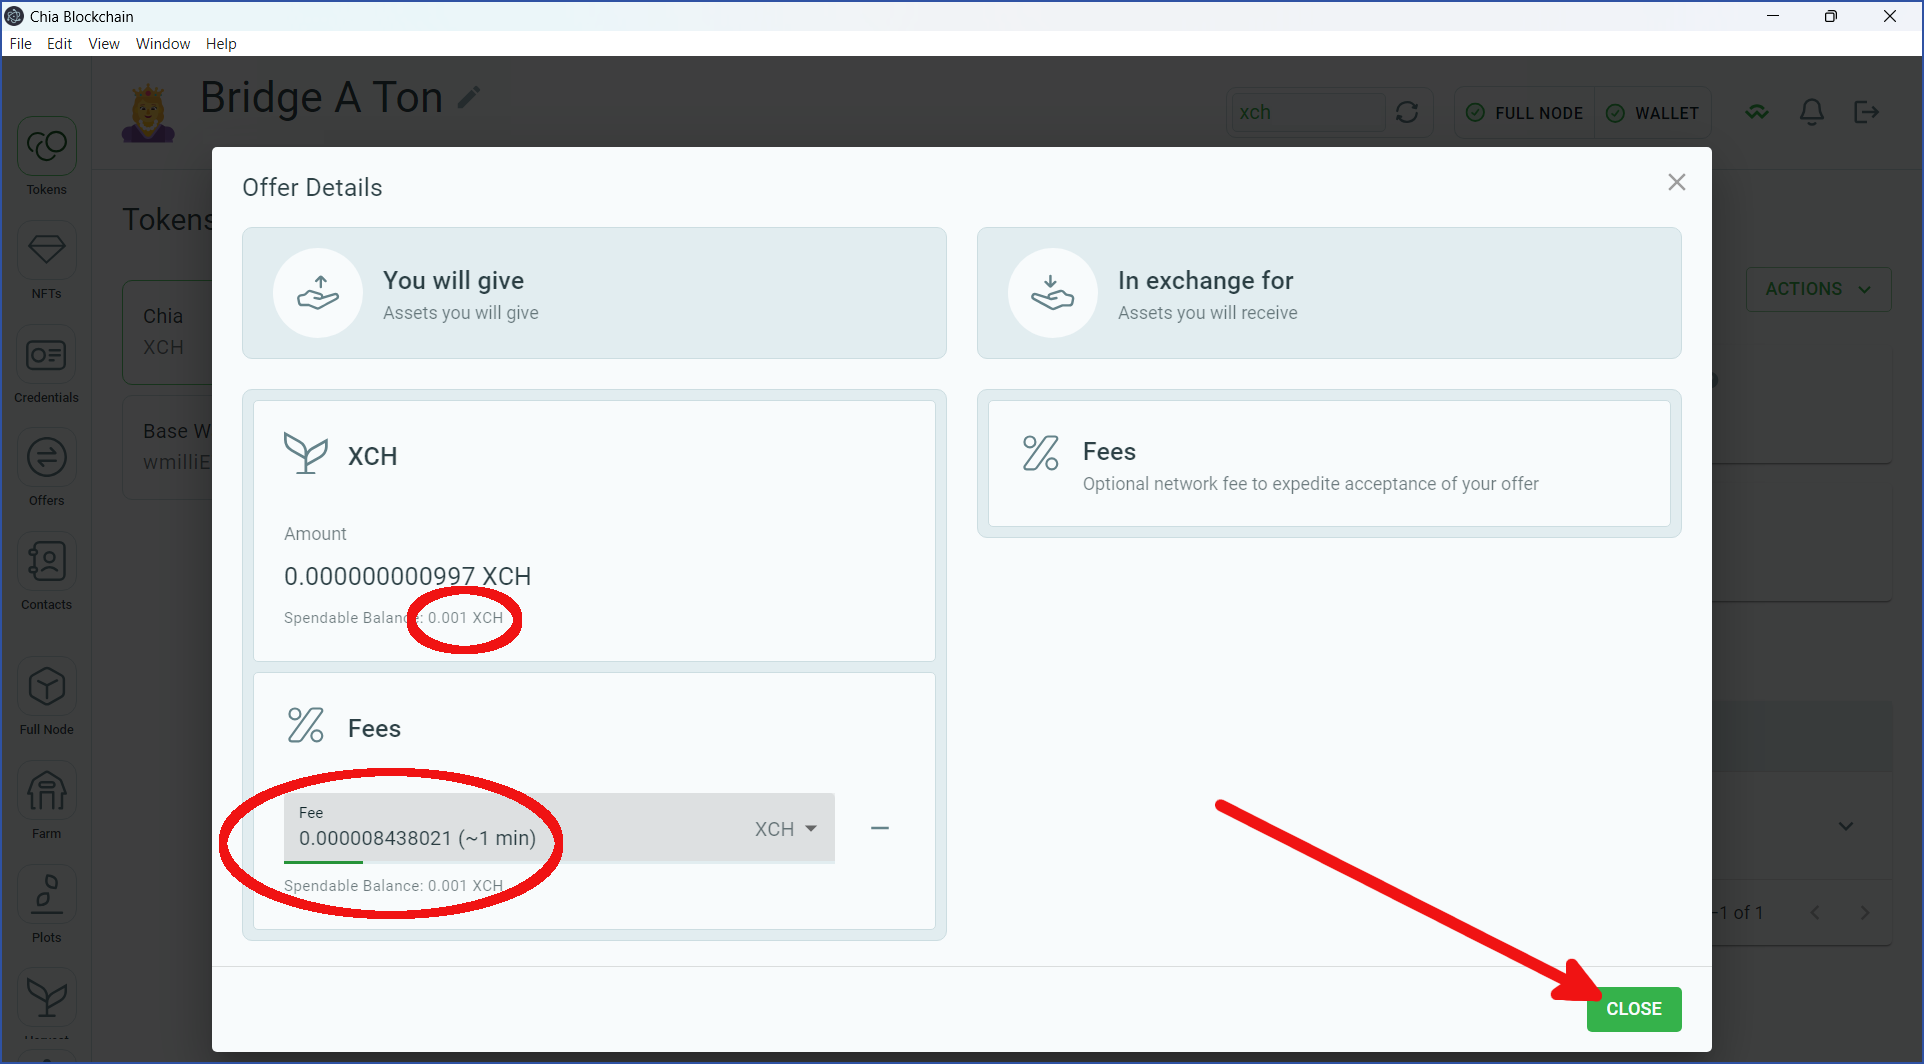 Chia Blockchain
File Edit View Window Help
Bridge A Ton
xch
FULL NODE
WALLET
Tokens
NFTs
Credentials
Offers
Contacts
Full Node
Farm
Plots
Tokens
Chia
XCH
Base W
wmilliE
ACTIONS
-1 of 1
Offer Details
You will give
Assets you will give
In exchange for
Assets you will receive
XCH
Amount
0.000000000997 XCH
Spendable Balance: 0.001 XCH
Fees
Fee
0.000008438021 (~1 min)
XCH
Spendable Balance: 0.001 XCH
Fees
Optional network fee to expedite acceptance of your offer
CLOSE